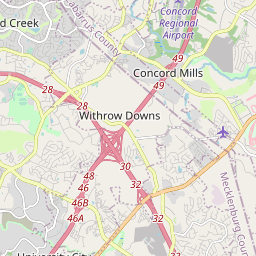 Concord
Regional
Airport
d Creek
Cabarrus County
49
Concord Mills
28
49
28
Withrow Downs
48
30
46
32
46B
32
46A
University City
Mecklenburg Coun